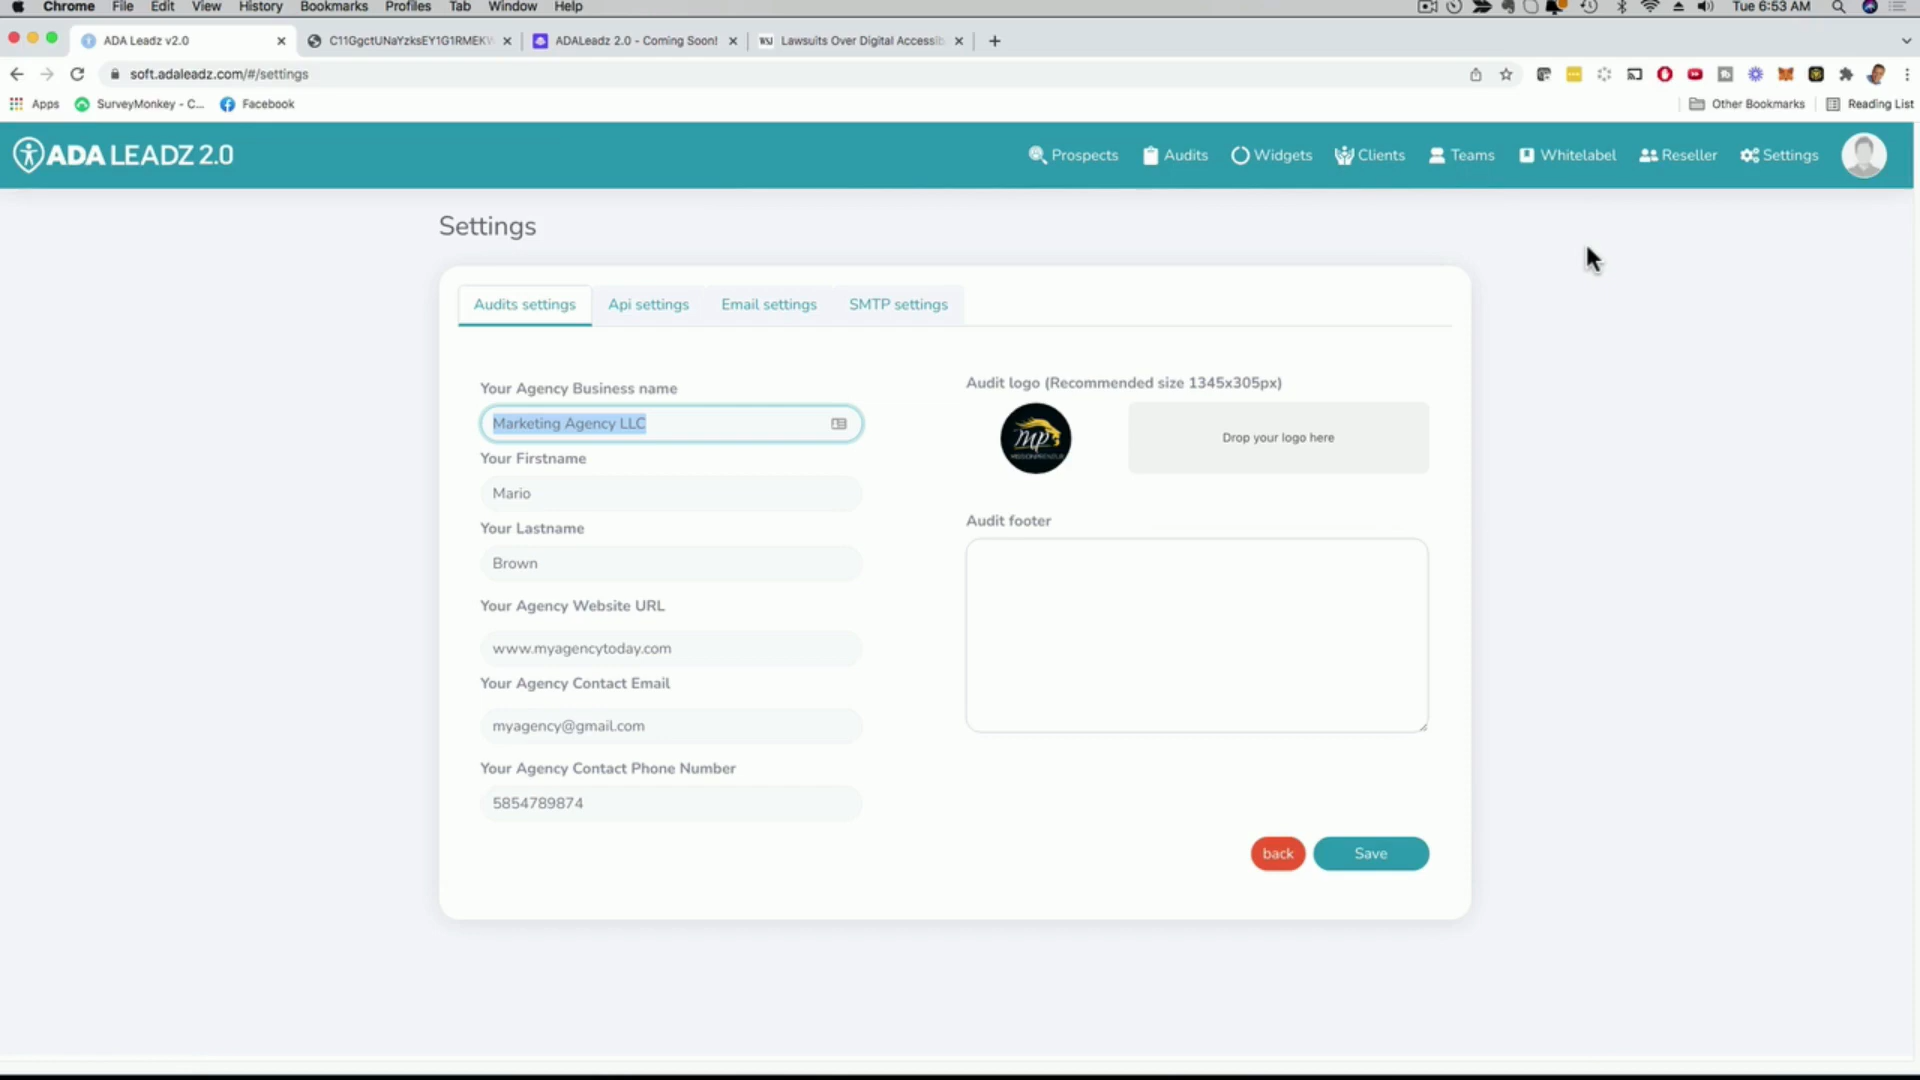 Chrome File Edit View History Bookmarks Profiles Tab Window Help Tue 6:53 AM
ADA Leadz v2.0
C11GgctUNaYzksEY1G1RMEKV
ADALeadz 2.0 - Coming Soon!
WSJ Lawsuits Over Digital Accessib
soft.adaleadz.com/#/settings
Apps SurveyMonkey - C... Facebook Other Bookmarks Reading List
ADA LEADZ 2.0
Prospects Audits Widgets Clients Teams Whitelabel Reseller Settings
Settings
Audits settings Api settings Email settings SMTP settings
Your Agency Business name
Marketing Agency LLC
Your Firstname
Mario
Your Lastname
Brown
Your Agency Website URL
www.myagencytoday.com
Your Agency Contact Email
myagency@gmail.com
Your Agency Contact Phone Number
5854789874
Audit logo (Recommended size 1345x305px)
Drop your logo here
Audit footer
back Save